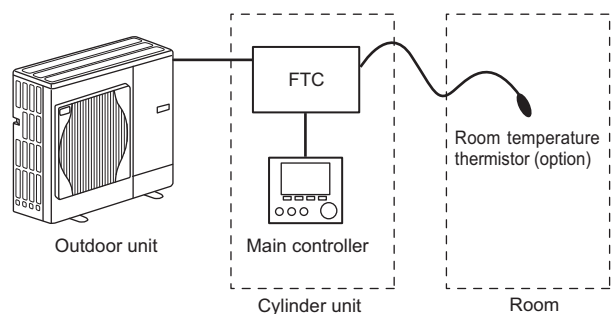 FTC
Room temperature
thermistor (option)
Outdoor unit
Main controller
Cylinder unit
Room